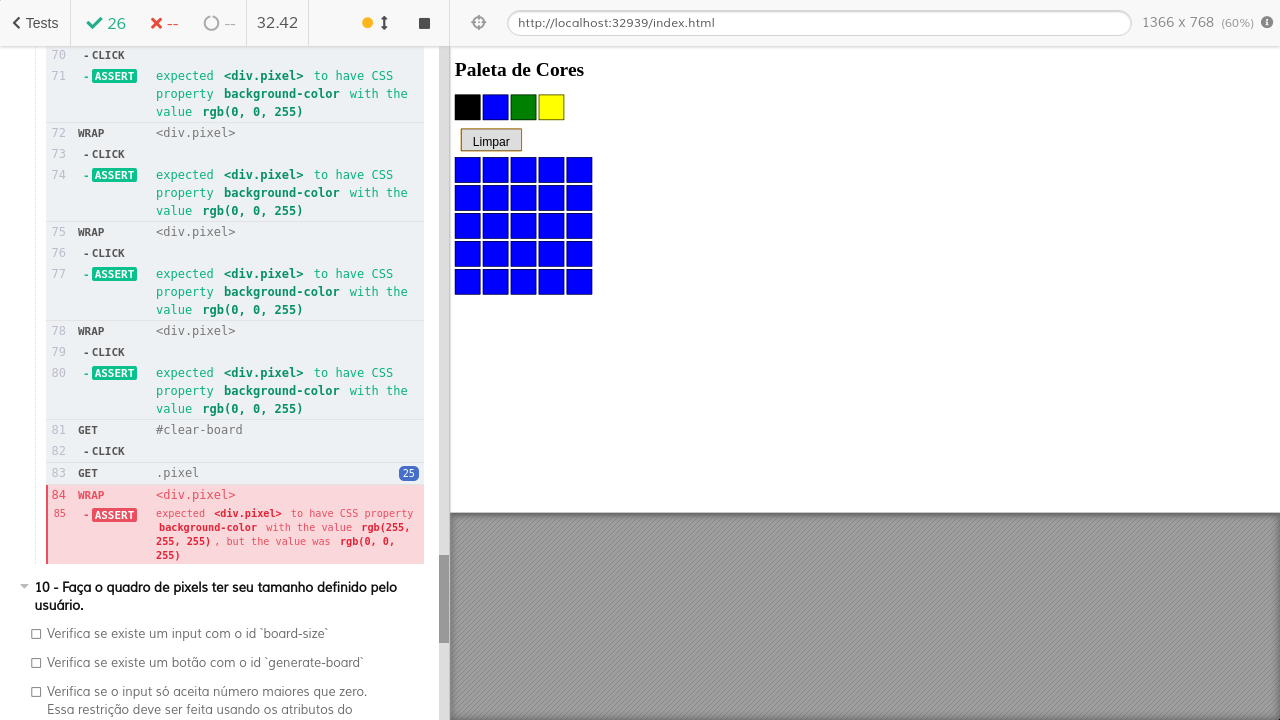 Tests 26 -- -- 32.42
http://localhost:32939/index.html 1366 x 768 (60%)
70 - CLICK
71 - ASSERT expected <div.pixel> to have CSS
property background-color with the
value rgb(0, 0, 255)
72 WRAP <div.pixel>
73 - CLICK
74 - ASSERT expected <div.pixel> to have CSS
property background-color with the
value rgb(0, 0, 255)
75 WRAP <div.pixel>
76 - CLICK
77 - ASSERT expected <div.pixel> to have CSS
property background-color with the
value rgb(0, 0, 255)
78 WRAP <div.pixel>
79 - CLICK
80 - ASSERT expected <div.pixel> to have CSS
property background-color with the
value rgb(0, 0, 255)
81 GET #clear-board
82 - CLICK
83 GET .pixel 25
84 WRAP <div.pixel>
85 - ASSERT expected <div.pixel> to have CSS property
background-color with the value rgb(255,
255, 255) , but the value was rgb(0, 0,
255)
10 - Faça o quadro de pixels ter seu tamanho definido pelo
usuário.
Verifica se existe um input com o id `board-size`
Verifica se existe um botão com o id `generate-board`
Verifica se o input só aceita número maiores que zero.
Essa restrição deve ser feita usando os atributos do
Paleta de Cores
Limpar